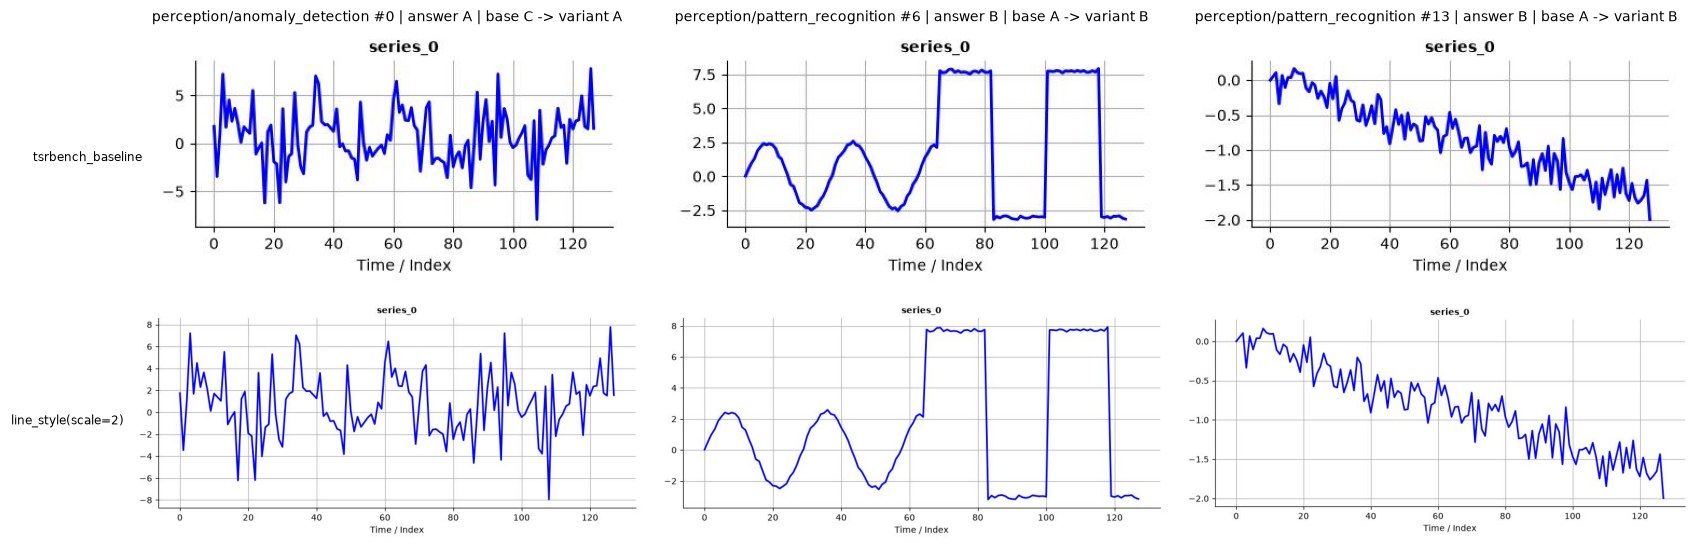 perception/anomaly_detection #0 | answer A | base C -> variant A
perception/pattern_recognition #6 | answer B | base A -> variant B
perception/pattern_recognition #13 | answer B | base A -> variant B
tsrbench_baseline
series_0
5
0
−5
0 20 40 60 80 100 120
Time / Index
series_0
7.5
5.0
2.5
0.0
−2.5
0 20 40 60 80 100 120
Time / Index
series_0
0.0
−0.5
−1.0
−1.5
−2.0
0 20 40 60 80 100 120
Time / Index
line_style(scale=2)
series_0
8
6
4
2
0
−2
−4
−6
−8
0 20 40 60 80 100 120
Time / Index
series_0
8
6
4
2
0
−2
0 20 40 60 80 100 120
Time / Index
series_0
0.0
−0.5
−1.0
−1.5
−2.0
0 20 40 60 80 100 120
Time / Index